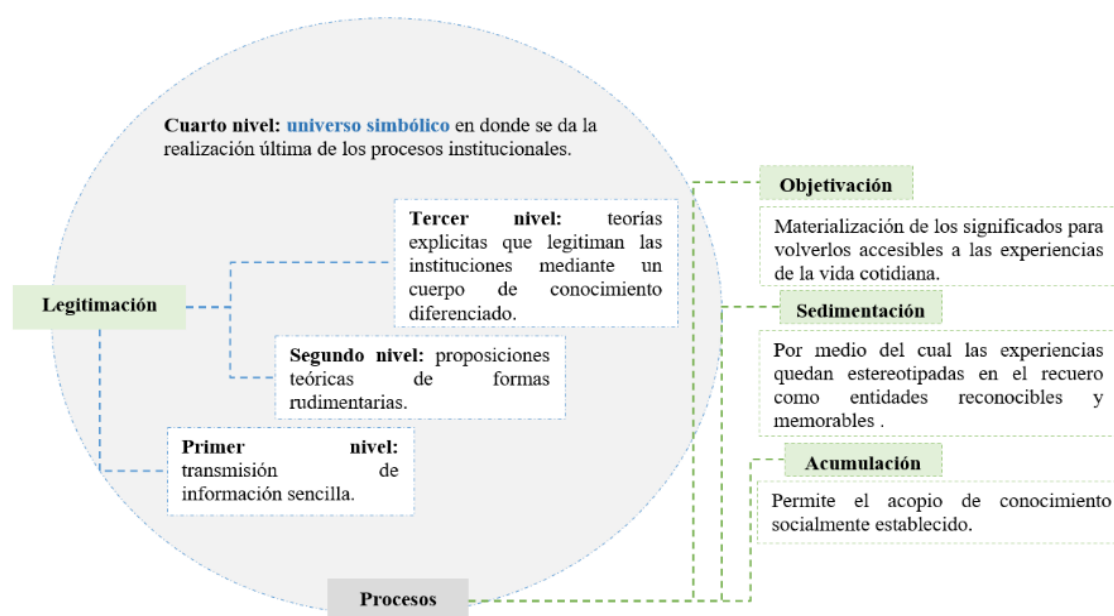 Cuarto nivel: universo simbólico en donde se da la
realización última de los procesos institucionales.
Tercer nivel: teorías
explicitas que legitiman las
instituciones mediante un
cuerpo de conocimiento
diferenciado.
Legitimación
Segundo nivel: proposiciones
teóricas de formas
rudimentarias.
Primer nivel:
transmisión de
información sencilla.
Procesos
Objetivación
Materialización de los significados para
volverlos accesibles a las experiencias
de la vida cotidiana.
Sedimentación
Por medio del cual las experiencias
quedan estereotipadas en el recuero
como entidades reconocibles y
memorables .
Acumulación
Permite el acopio de conocimiento
socialmente establecido.